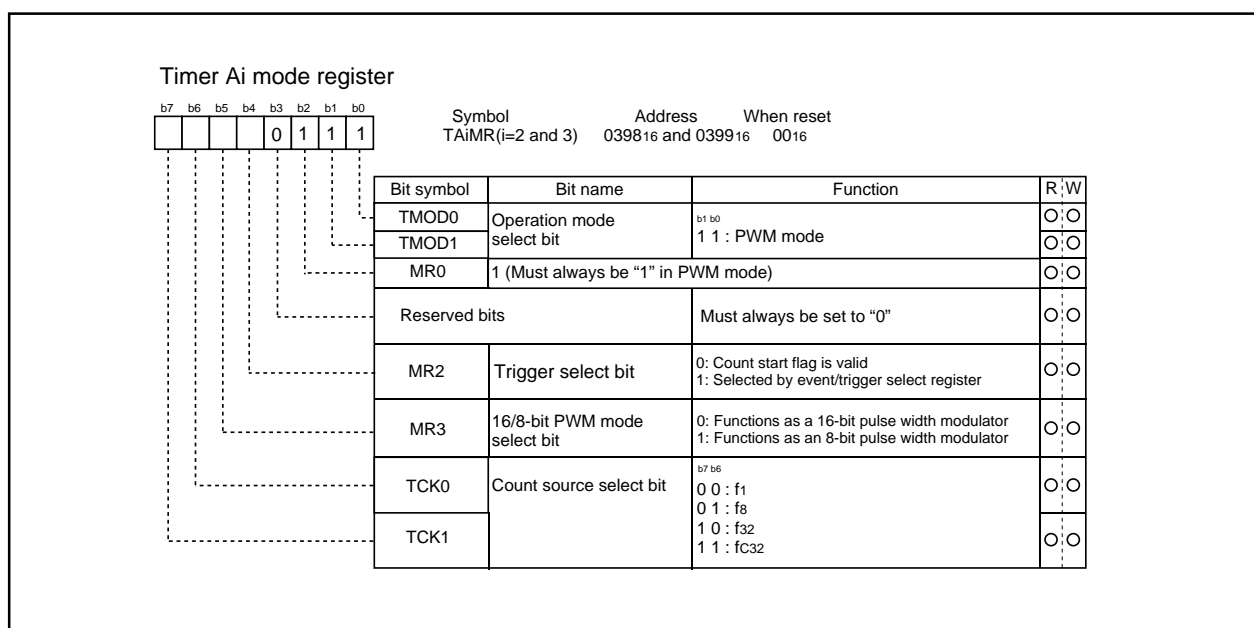 Timer Ai mode register
b7 b6 b5 b4 b3 b2 b1 b0
0 1 1 1
Symbol Address When reset
TAiMR(i=2 and 3) 039816 and 039916 0016
Bit symbol Bit name Function R W
TMOD0 Operation mode select bit b1 b0
TMOD1 1 1 : PWM mode
MR0 1 (Must always be “1” in PWM mode)
Reserved bits Must always be set to “0”
MR2 Trigger select bit 0: Count start flag is valid
1: Selected by event/trigger select register
MR3 16/8-bit PWM mode select bit 0: Functions as a 16-bit pulse width modulator
1: Functions as an 8-bit pulse width modulator
TCK0 Count source select bit b7 b6
0 0 : f1
0 1 : f8
TCK1 1 0 : f32
1 1 : fC32